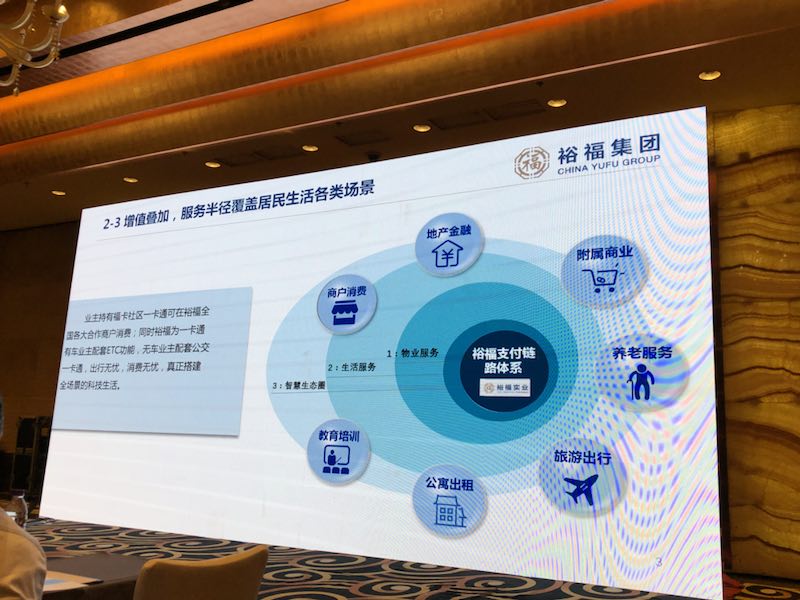 裕福集团
CHINA YUFU GROUP
2-3 增值叠加，服务半径覆盖居民生活各类场景
业主持有福卡社区一卡通可在裕福全
国各大合作商户消费；同时裕福为一卡通
有车业主配套ETC功能，无车业主配套公交
一卡通，出行无忧，消费无忧，真正搭建
全场景的科技生活。
地产金融
附属商业
商户消费
养老服务
1：物业服务
2：生活服务
3：智慧生态圈
裕福支付链
路体系
裕福实业
教育培训
旅游出行
公寓出租
3